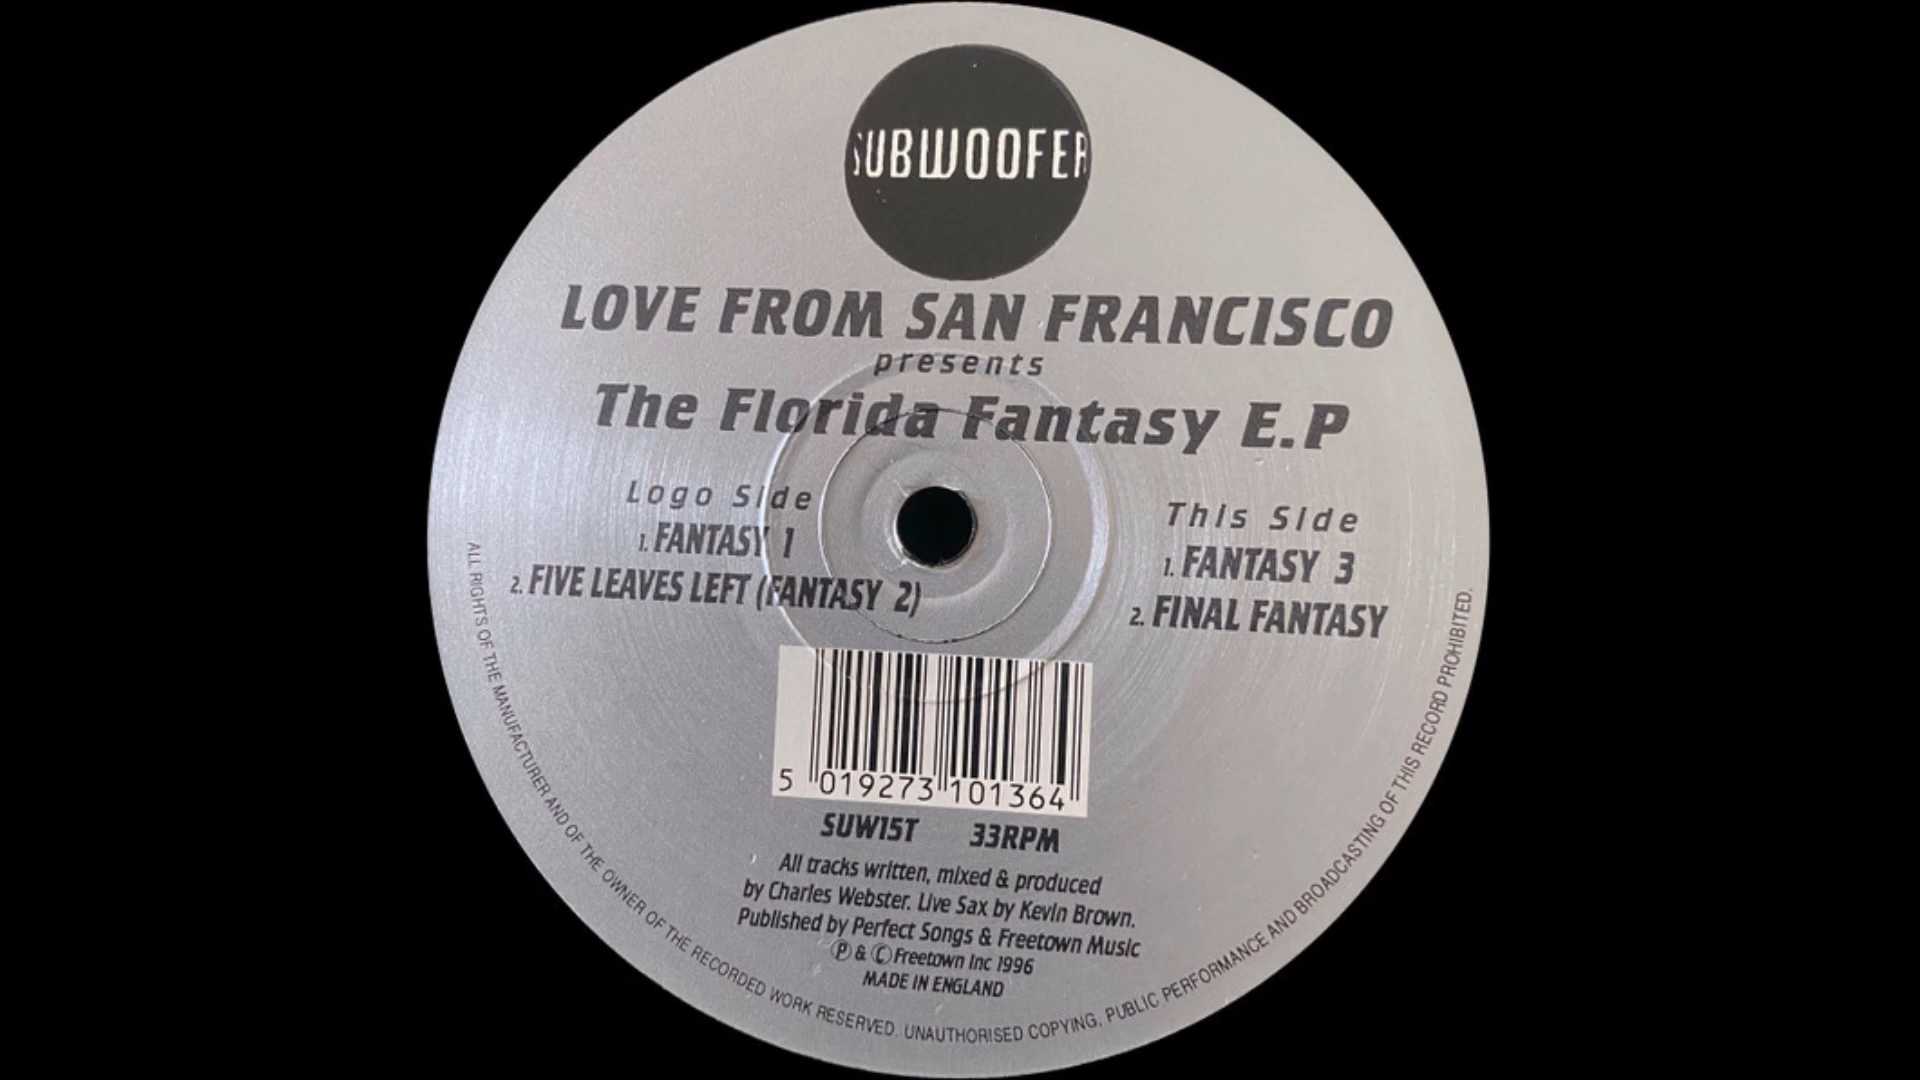 SUBWOOFER
LOVE FROM SAN FRANCISCO
presents
The Florida Fantasy E.P
Logo Side
1. FANTASY 1
2. FIVE LEAVES LEFT (FANTASY 2)
This Side
1. FANTASY 3
2. FINAL FANTASY
5 019273 101364
SUW15T 33RPM
All tracks written, mixed & produced
by Charles Webster. Live Sax by Kevin Brown.
Published by Perfect Songs & Freetown Music
Ⓟ & Ⓒ Freetown Inc 1996
MADE IN ENGLAND
ALL RIGHTS OF THE MANUFACTURER AND OF THE OWNER OF THE RECORDED WORK RESERVED. UNAUTHORISED COPYING, PUBLIC PERFORMANCE AND BROADCASTING OF THIS RECORD PROHIBITED.